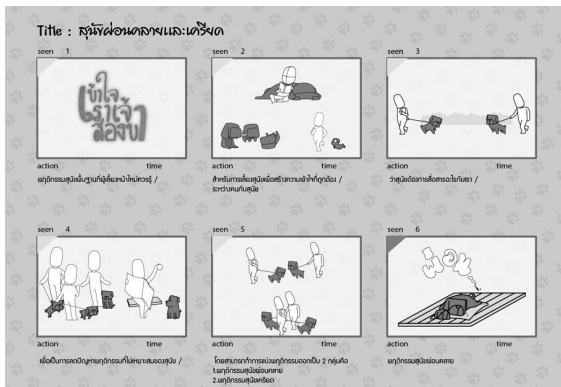 Title : สุนัขผ่อนคลายและเครียด
seen 1
seen 2
seen 3
เข้าใจ
เราเจ้า
สี่ขา
action time
action time
action time
พฤติกรรมสุนัขพื้นฐานที่ผู้เลี้ยงหน้าใหม่ควรรู้ /
สำหรับการเลี้ยงสุนัขเพื่อสร้างความเข้าใจที่ถูกต้อง /
ระหว่างคนกับสุนัข
ว่าสุนัขต้องการสื่อสารอะไรกับเรา /
seen 4
seen 5
seen 6
action time
action time
action time
เพื่อเป็นการลดปัญหาพฤติกรรมที่ไม่เหมาะสมของสุนัข /
โดยสามารถทำการแบ่งพฤติกรรมออกเป็น 2 กลุ่มคือ
1.พฤติกรรมสุนัขผ่อนคลาย
2.พฤติกรรมสุนัขเครียด
พฤติกรรมสุนัขผ่อนคลาย